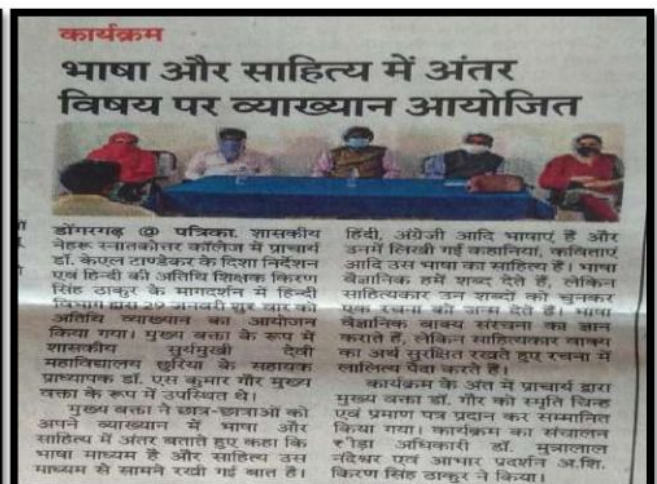 कार्यक्रम
भाषा और साहित्य में अंतर
विषय पर व्याख्यान आयोजित
डोंगरगढ़ @ पत्रिका. शासकीय
नेहरू स्नातकोत्तर कॉलेज में प्राचार्य
डॉ. केएल टाण्डेकर के दिशा निर्देशन
एवं हिन्दी की अतिथि शिक्षक किरण
सिंह ठाकुर के मागदर्शन में हिन्दी
विभाग द्वारा 29 जनवरी शुक्रवार को
अतिथि व्याख्यान का आयोजन
किया गया। मुख्य वक्ता के रूप में
शासकीय सुर्यमुखी देवी
महाविद्यालय छुरिया के सहायक
प्राध्यापक डॉ. एस कुमार गौर मुख्य
वक्ता के रूप में उपस्थित थे।
मुख्य वक्ता ने छात्र-छात्राओं को
अपने व्याख्यान में भाषा और
साहित्य में अंतर बताते हुए कहा कि
भाषा माध्यम है और साहित्य उस
माध्यम से सामने रखी गई बात है।
हिंदी, अंग्रेजी आदि भाषाएं है और
उनमें लिखी गई कहानियां, कविताएं
आदि उस भाषा का साहित्य हैं। भाषा
वैज्ञानिक हमें शब्द देते हैं, लेकिन
साहित्यकार उन शब्दों को चुनकर
एक रचना को जन्म देते है। भाषा
वैज्ञानिक वाक्य संरचना का ज्ञान
कराते हैं, लेकिन साहित्यकार वाक्य
का अर्थ सुरक्षित रखते हुए रचना में
लालित्य पैदा करते हैं।
कार्यक्रम के अंत में प्राचार्य द्वारा
मुख्य वक्ता डॉ. गौर को स्मृति चिन्ह
एवं प्रमाण पत्र प्रदान कर सम्मानित
किया गया। कार्यक्रम का संचालन
अधिकारी डॉ. मुन्नालाल
नंदेश्वर एवं आभार प्रदर्शन अ.शि.
किरण सिंह ठाकुर ने किया।